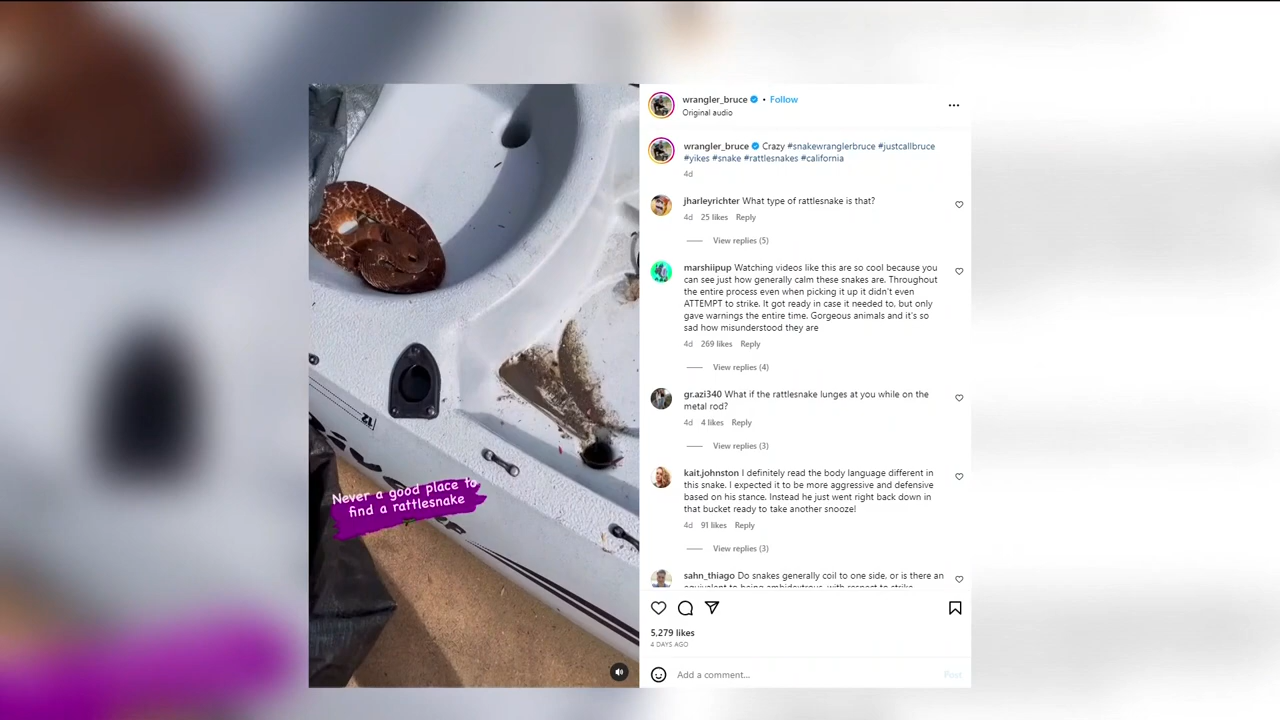 wrangler_bruce • Follow
Original audio
wrangler_bruce Crazy #snakewranglerbruce #justcallbruce
#yikes #snake #rattlesnakes #california
4d
jharleyrichter What type of rattlesnake is that?
4d 25 likes Reply
View replies (5)
marshiipup Watching videos like this are so cool because you
can see just how generally calm these snakes are. Throughout
the entire process even when picking it up it didn't even
ATTEMPT to strike. It got ready in case it needed to, but only
gave warnings the entire time. Gorgeous animals and it's so
sad how misunderstood they are
4d 269 likes Reply
View replies (4)
gr.azi340 What if the rattlesnake lunges at you while on the
metal rod?
4d 4 likes Reply
View replies (3)
kait.johnston I definitely read the body language different in
this snake. I expected it to be more aggressive and defensive
based on his stance. Instead he just went right back down in
that bucket ready to take another snooze!
4d 91 likes Reply
View replies (3)
sahn_thiago Do snakes generally coil to one side, or is there an
equivalent to being ambidextrous, with respect to strike
5,279 likes
4 DAYS AGO
Add a comment...
Post
12
Never a good place to
find a rattlesnake